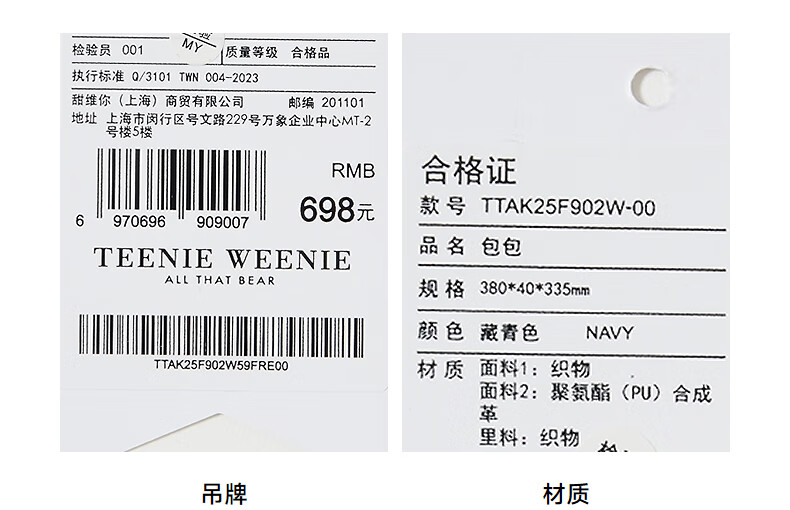 检验员 001
验
MY
质量等级 合格品
执行标准 Q/3101 TWN 004-2023
甜维你（上海）商贸有限公司 邮编 201101
地址 上海市闵行区号文路229号万象企业中心MT-2
号楼5楼
RMB
698元
6 970696 909007
TEENIE WEENIE
ALL THAT BEAR
TTAK25F902W59FRE00
合格证
款号 TTAK25F902W-00
品名 包包
规格 380*40*335mm
颜色 藏青色 NAVY
材质 面料1：织物
面料2：聚氨酯（PU）合成
革
里料：织物
吊牌
材质